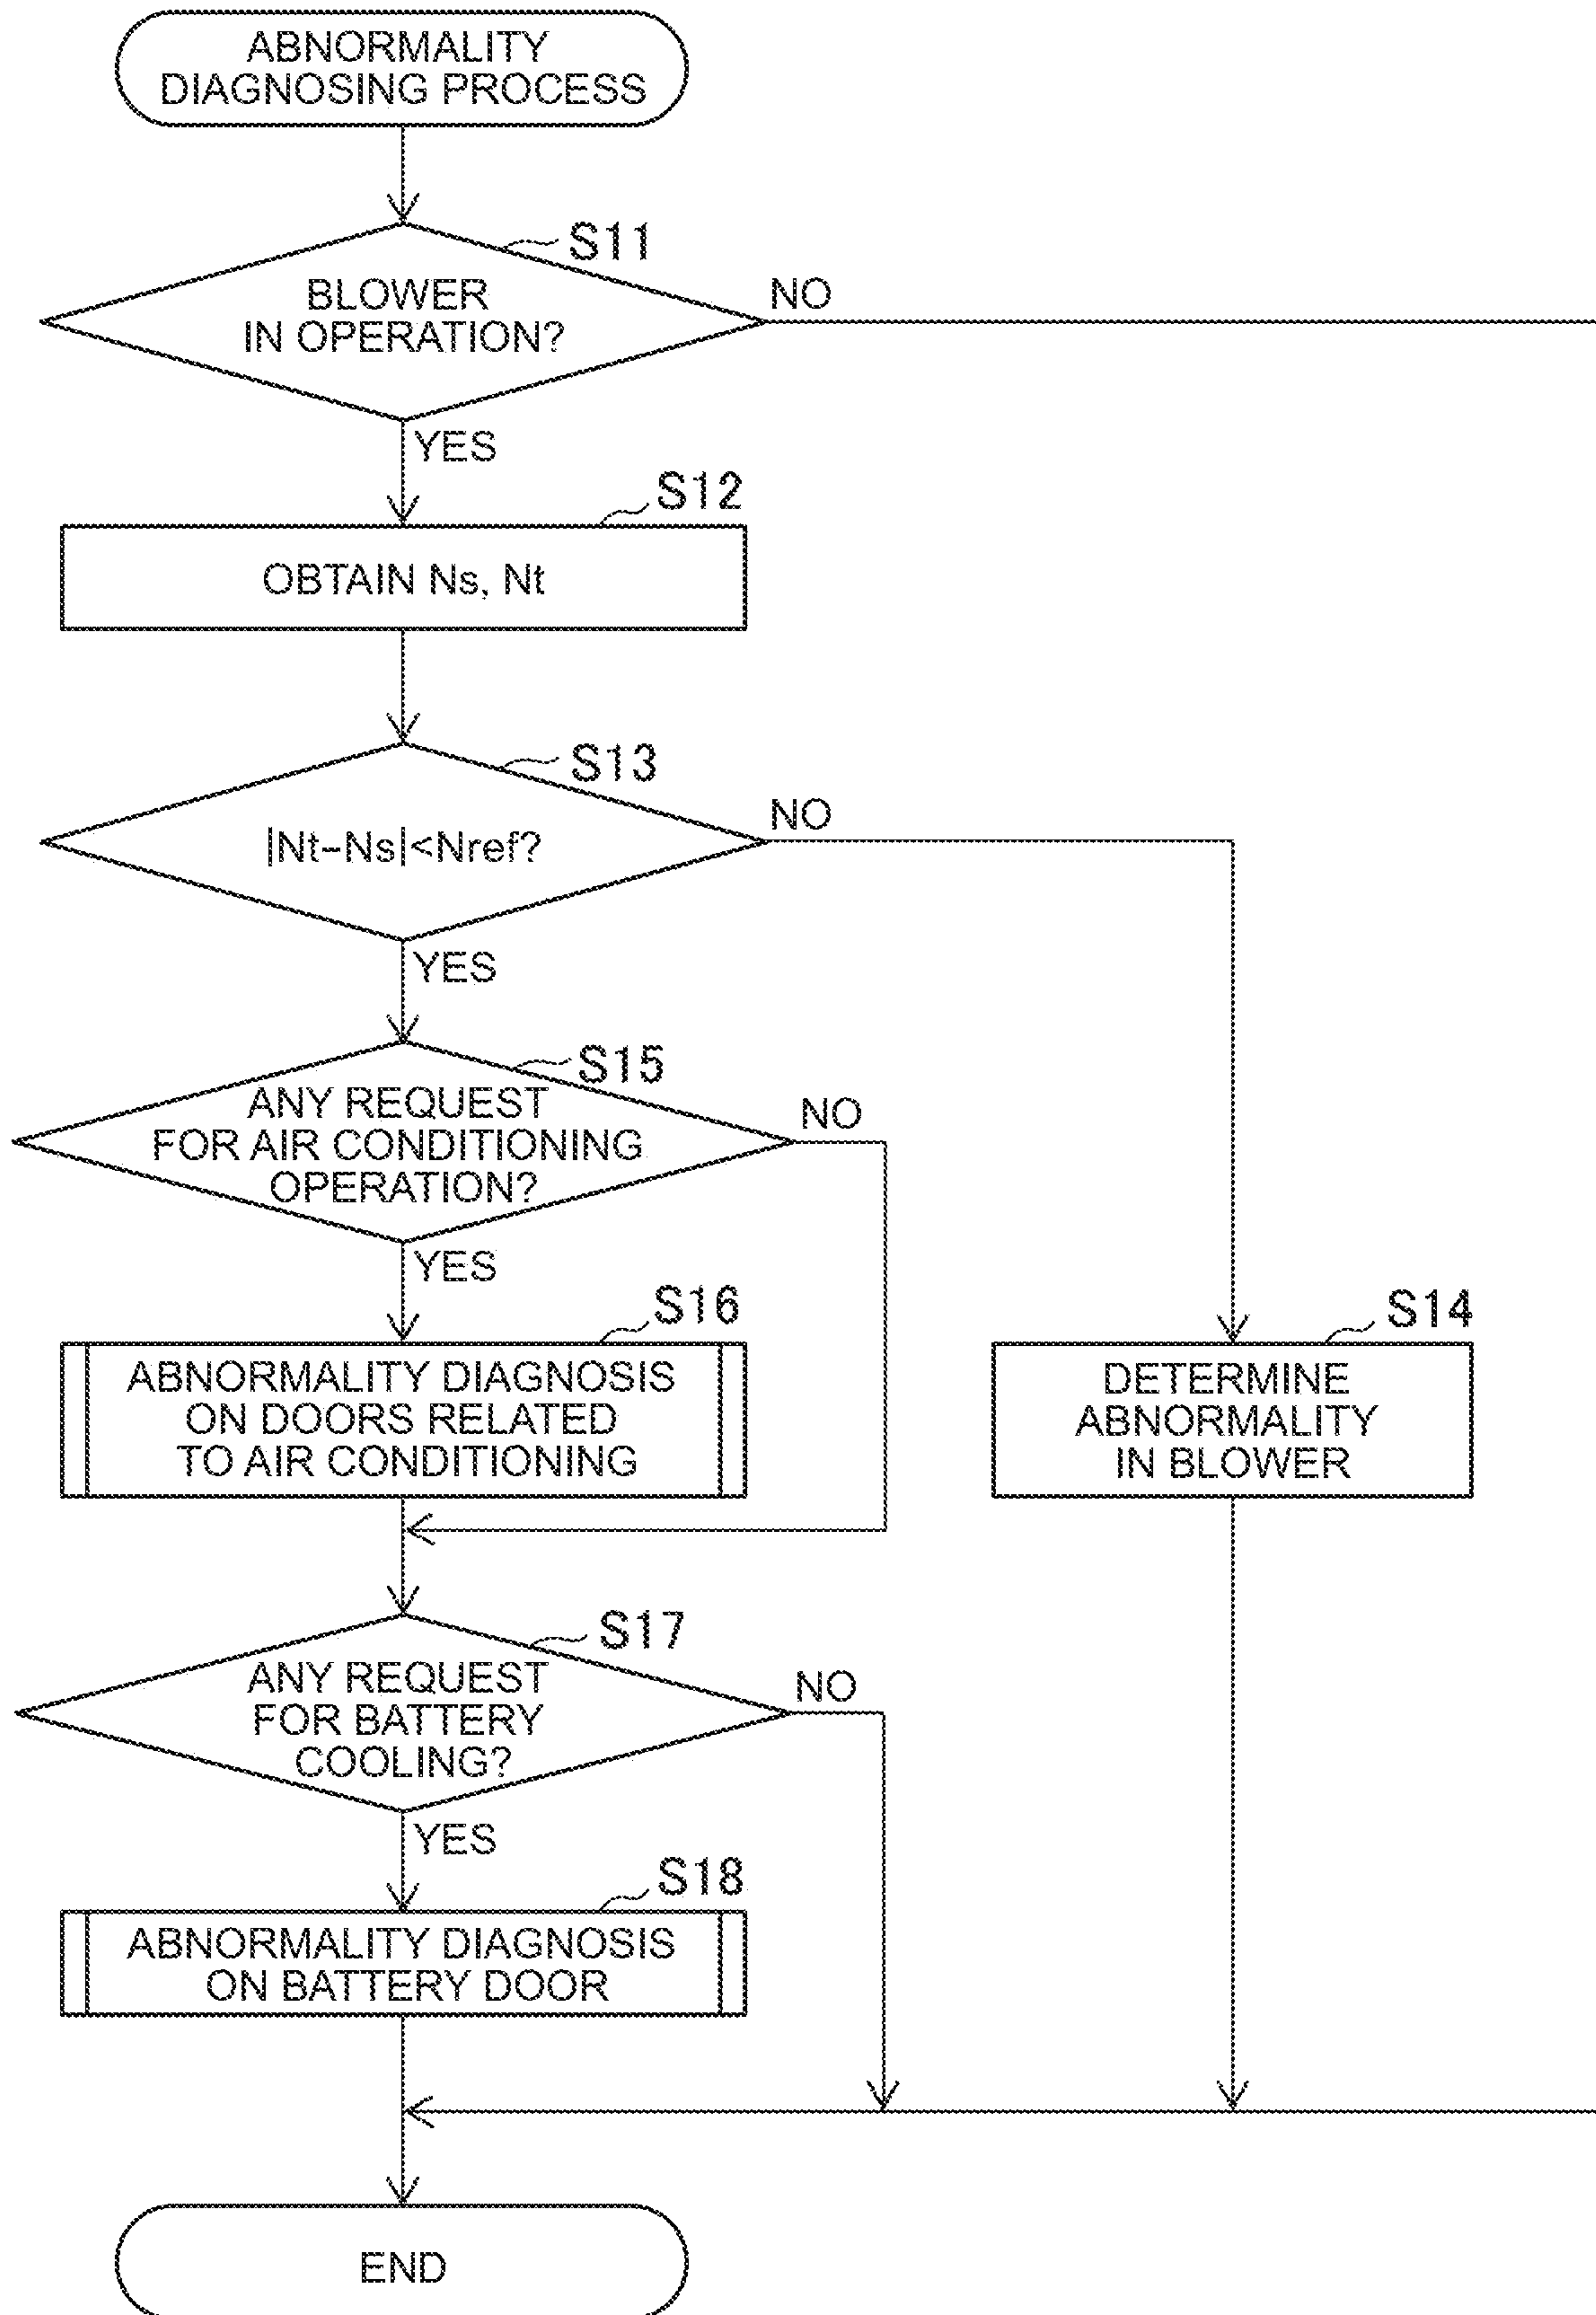 ABNORMALITY
DIAGNOSING PROCESS
S11
BLOWER
IN OPERATION?
NO
YES
S12
OBTAIN Ns, Nt
S13
|Nt-Ns|<Nref?
NO
YES
S15
ANY REQUEST
FOR AIR CONDITIONING
OPERATION?
NO
YES
S16
ABNORMALITY DIAGNOSIS
ON DOORS RELATED
TO AIR CONDITIONING
S14
DETERMINE
ABNORMALITY
IN BLOWER
S17
ANY REQUEST
FOR BATTERY
COOLING?
NO
YES
S18
ABNORMALITY DIAGNOSIS
ON BATTERY DOOR
END